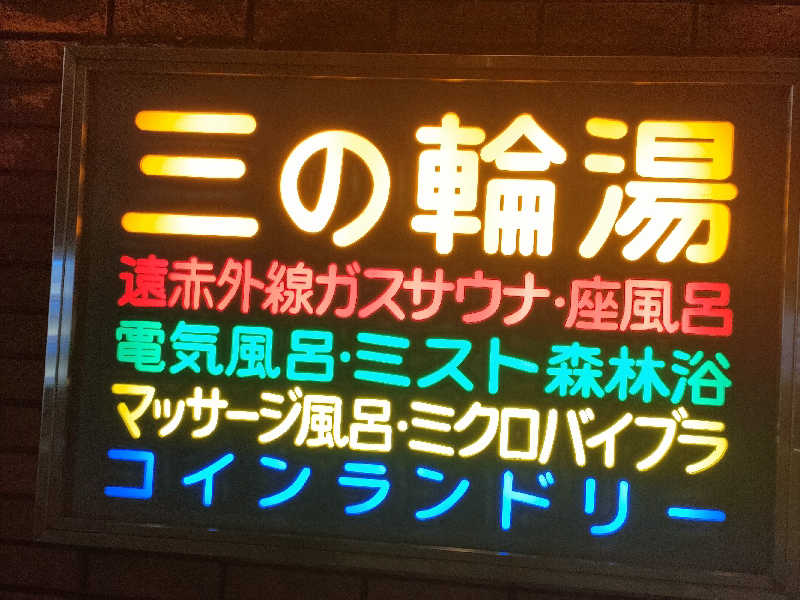 三の輪湯
遠赤外線ガスサウナ・座風呂
電気風呂・ミスト森林浴
マッサージ風呂・ミクロバイブラ
コインランドリー